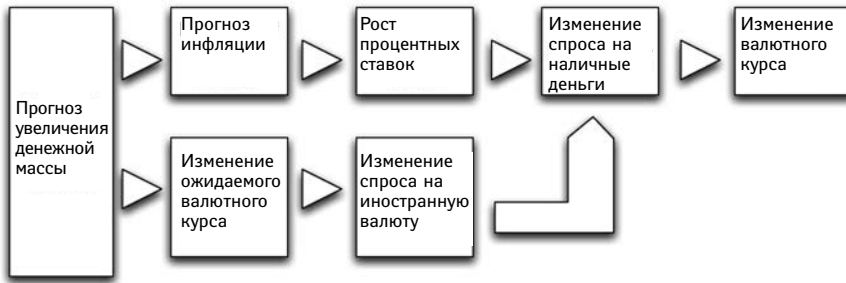 Прогноз
увеличения
денежной
массы
Прогноз
инфляции
Рост
процентных
ставок
Изменение
спроса на
наличные
деньги
Изменение
валютного
курса
Изменение
ожидаемого
валютного
курса
Изменение
спроса на
иностранную
валюту